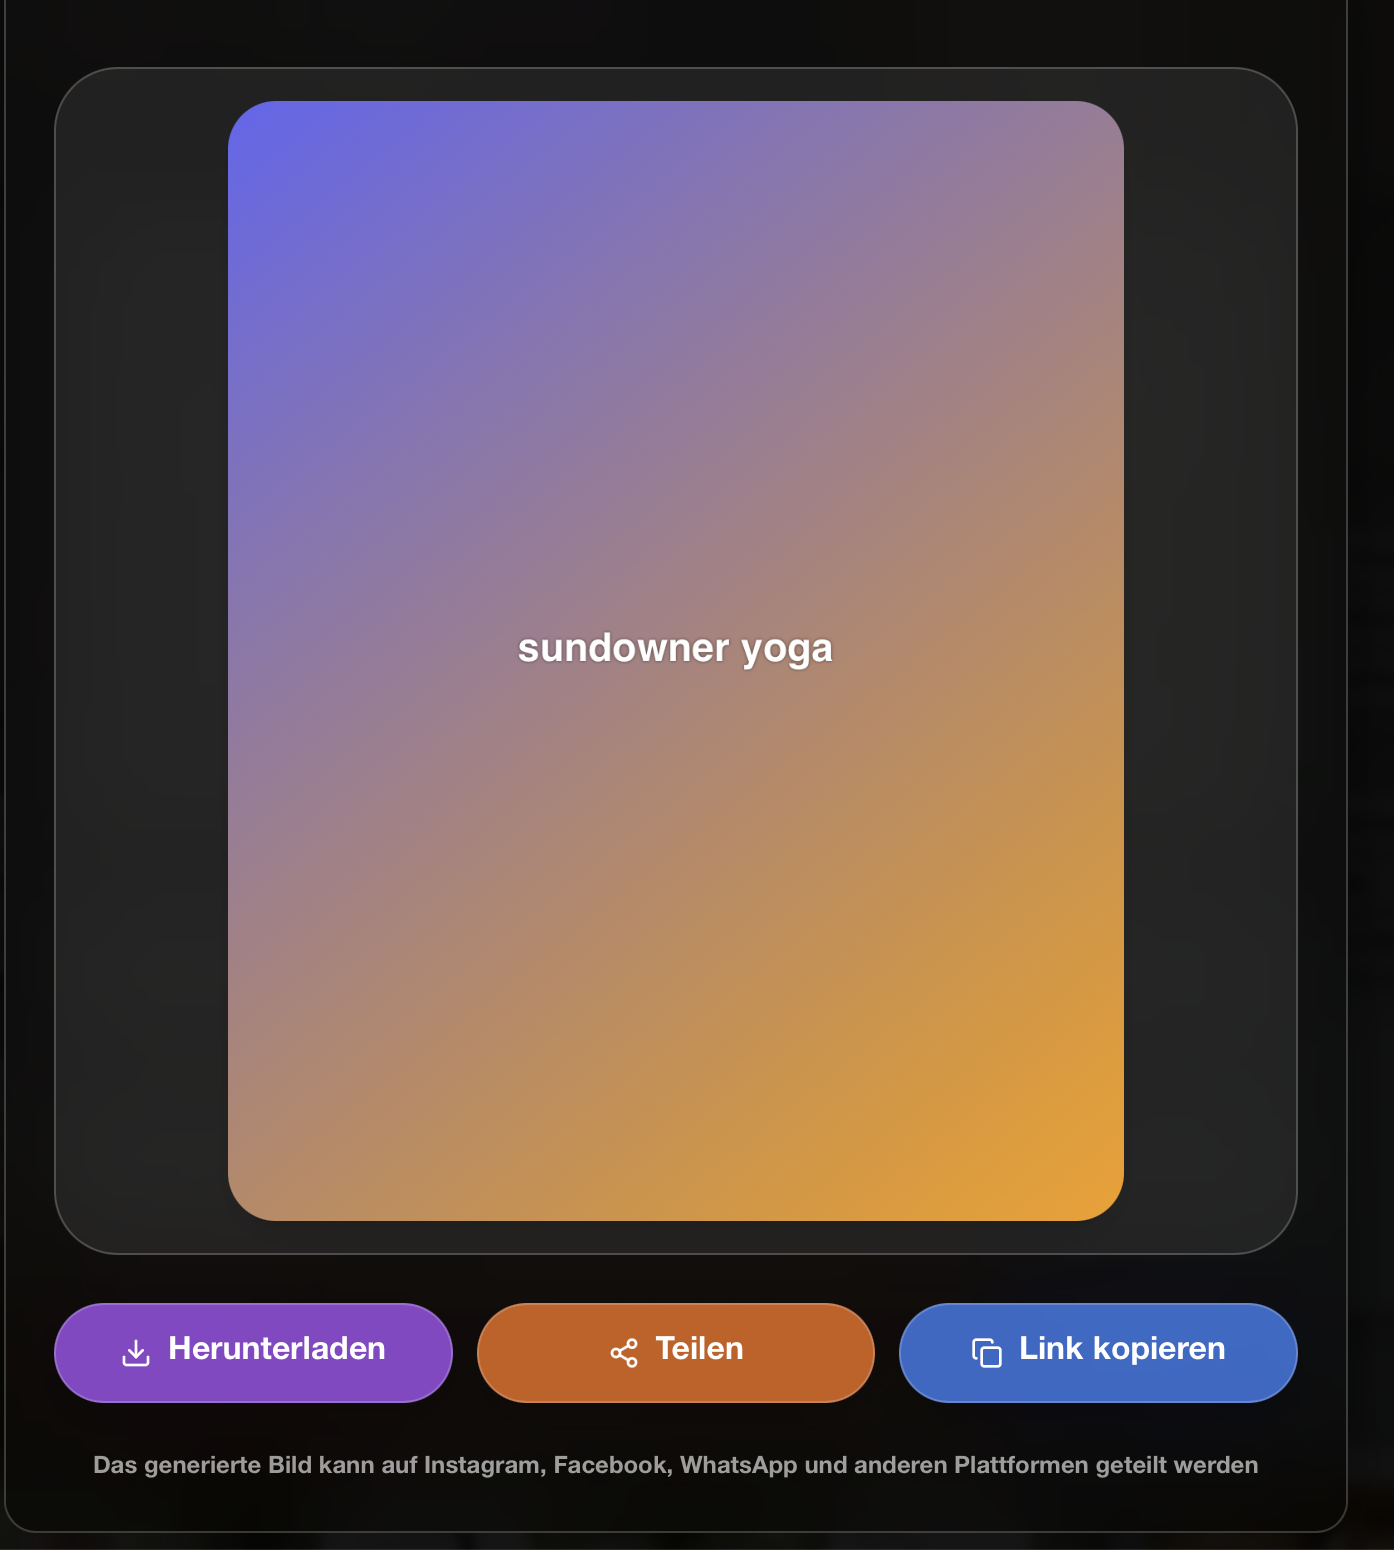 sundowner yoga
Herunterladen
Teilen
Link kopieren
Das generierte Bild kann auf Instagram, Facebook, WhatsApp und anderen Plattformen geteilt werden